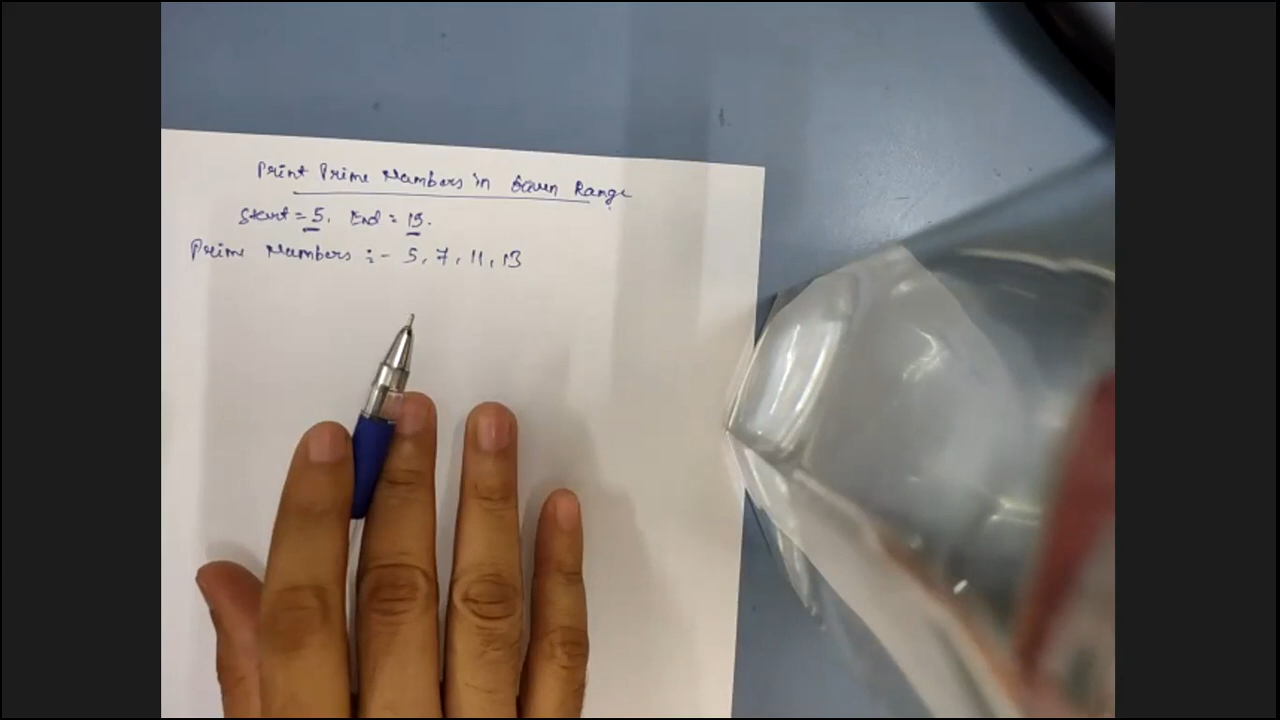 Print Prime Numbers in Given Range
Start = 5, End = 15.
Prime Numbers :- 5, 7, 11, 13